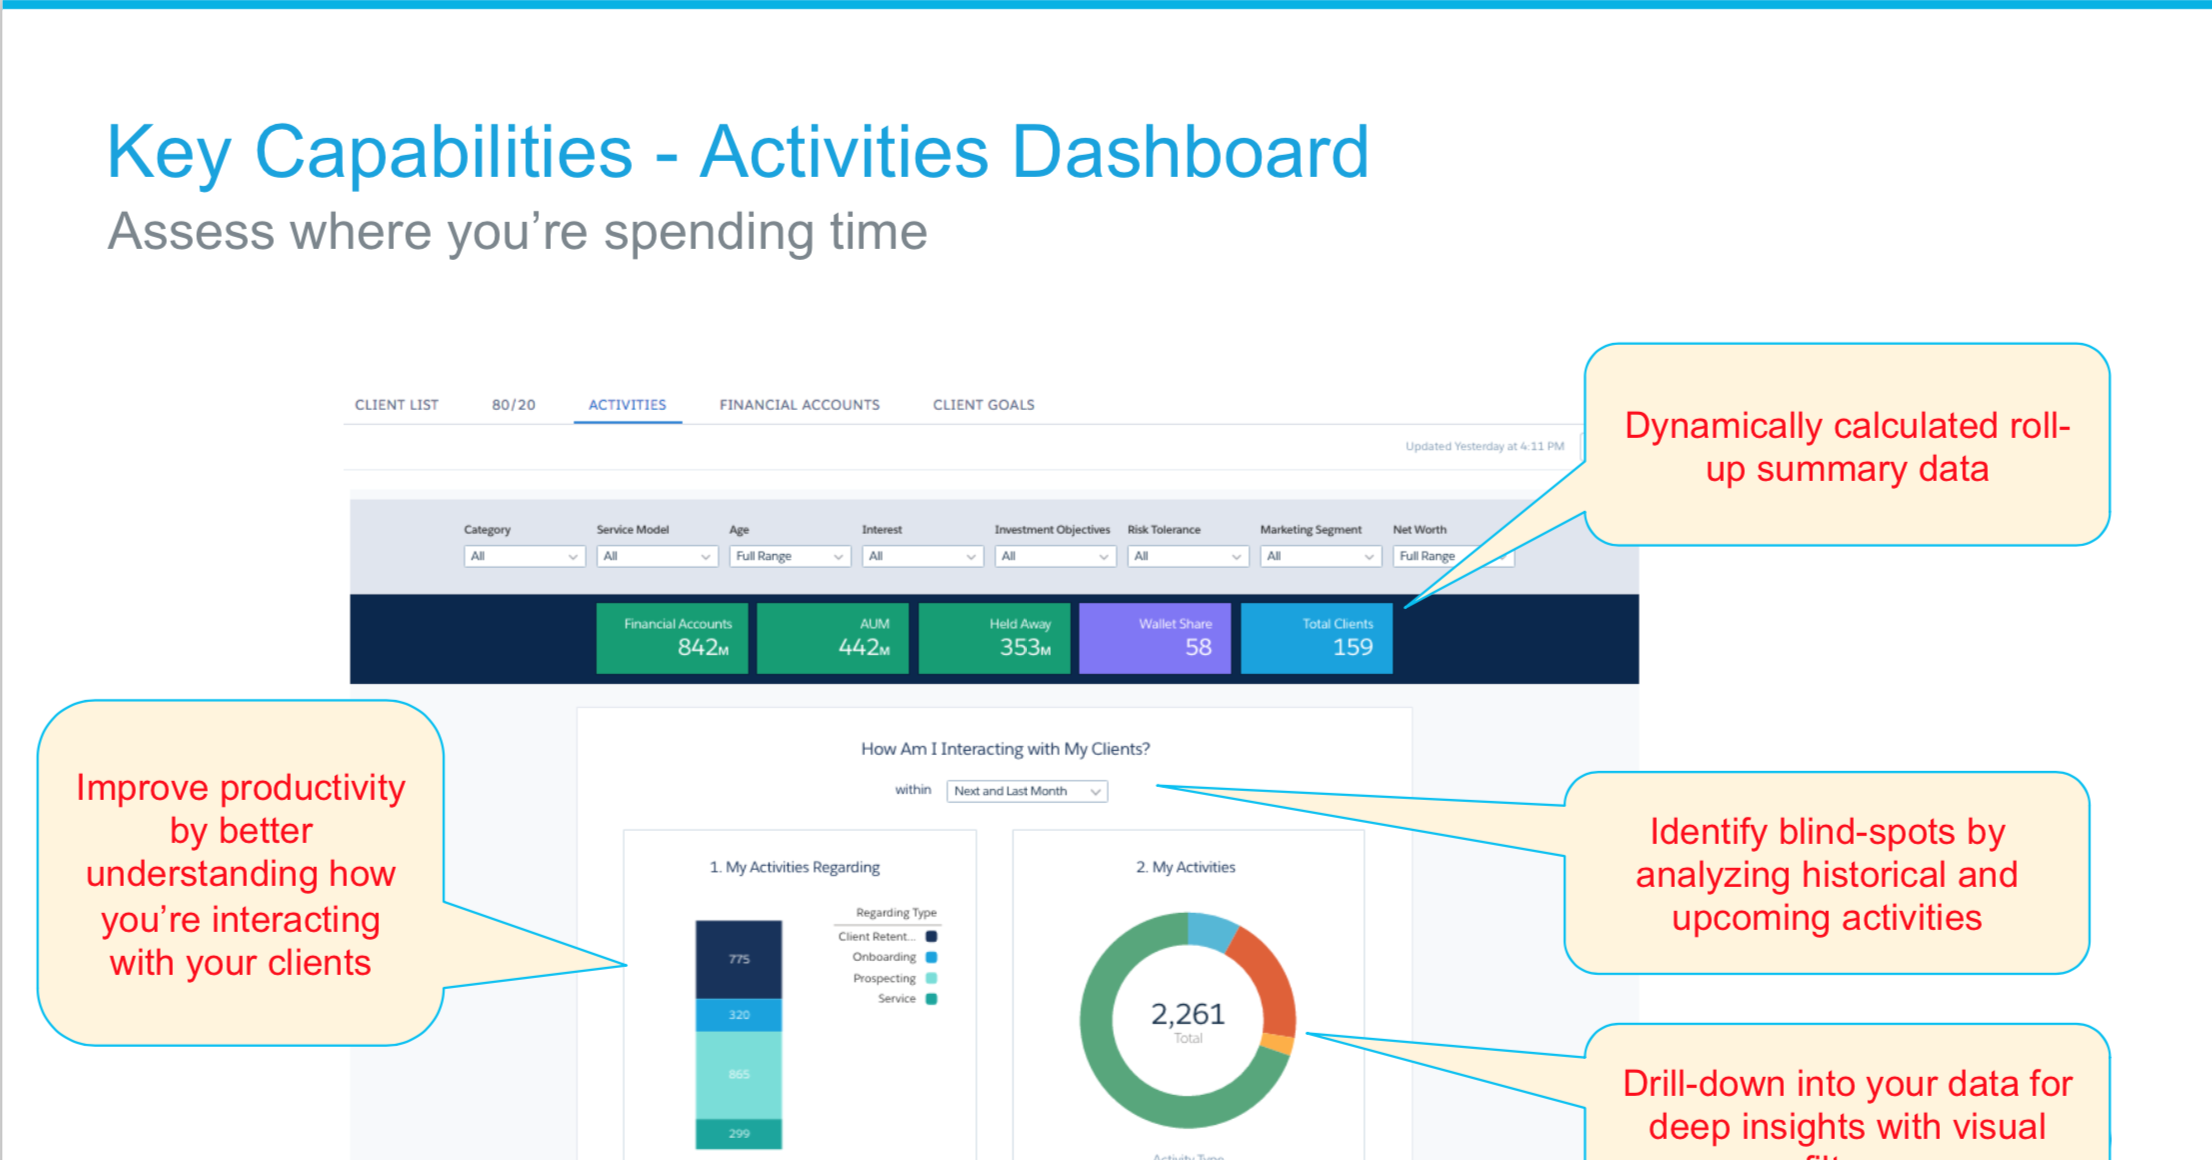 Key Capabilities - Activities Dashboard
Assess where you're spending time
CLIENT LIST 80/20 ACTIVITIES FINANCIAL ACCOUNTS CLIENT GOALS
Updated Yesterday at 4:11 PM
Dynamically calculated roll-
up summary data
Category Service Model Age Interest Investment Objectives Risk Tolerance Marketing Segment Net Worth
All All Full Range All All All All Full Range
Financial Accounts AUM Held Away Wallet Share Total Clients
842M 442M 353M 58 159
Improve productivity
by better
understanding how
you're interacting
with your clients
How Am I Interacting with My Clients?
within Next and Last Month
Identify blind-spots by
analyzing historical and
upcoming activities
1. My Activities Regarding
Regarding Type
Client Retent...
Onboarding
Prospecting
Service
775
320
865
299
2. My Activities
2,261
Total
Activity Type
Drill-down into your data for
deep insights with visual